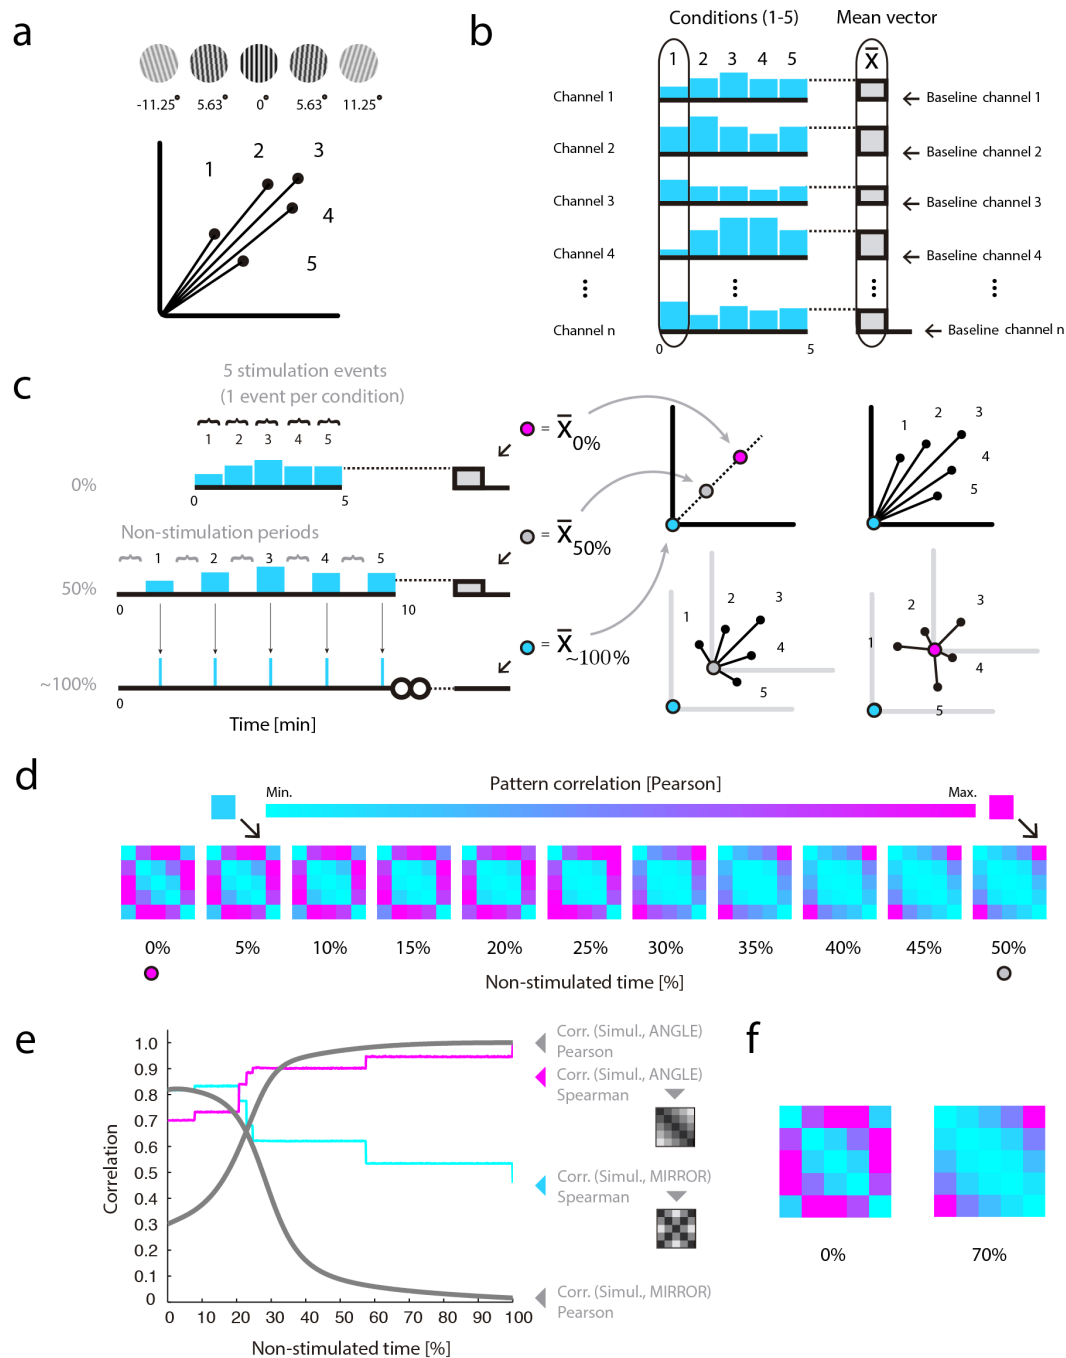 a
-11.25° 5.63° 0° 5.63° 11.25°
1 2 3 4 5
b
Conditions (1-5) Mean vector
1 2 3 4 5 x̄
Channel 1 Baseline channel 1
Channel 2 Baseline channel 2
Channel 3 Baseline channel 3
Channel 4 Baseline channel 4
Channel n Baseline channel n
0 5
c
5 stimulation events
(1 event per condition)
1 2 3 4 5
0%
0 5
Non-stimulation periods
1 2 3 4 5
50%
0 10
~100%
0
Time [min]
= x̄0%
= x̄50%
= x̄~100%
1 2 3 4 5
1 2 3 4 5
1 2 3 4 5
d
Pattern correlation [Pearson]
Min. Max.
0% 5% 10% 15% 20% 25% 30% 35% 40% 45% 50%
Non-stimulated time [%]
e
Correlation
1.0
0.9
0.8
0.7
0.6
0.5
0.4
0.3
0.2
0.1
0
0 10 20 30 40 50 60 70 80 90 100
Non-stimulated time [%]
Corr. (Simul., ANGLE)
Pearson
Corr. (Simul., ANGLE)
Spearman
Corr. (Simul., MIRROR)
Spearman
Corr. (Simul., MIRROR)
Pearson
f
0% 70%